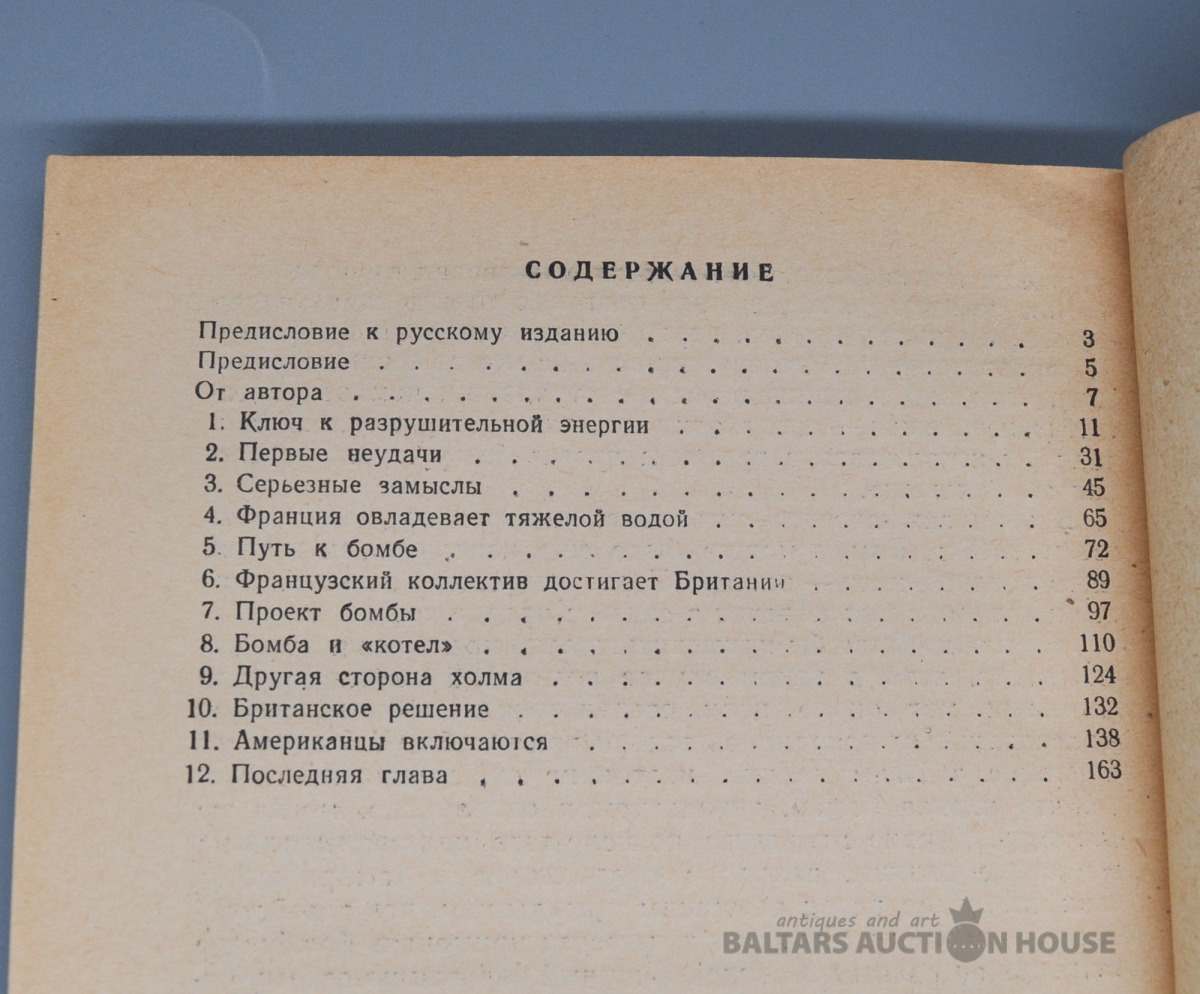 СОДЕРЖАНИЕ
Предисловие к русскому изданию . . . . . . . . . . . . . 3
Предисловие . . . . . . . . . . . . . . . . . . . 5
От автора . . . . . . . . . . . . . . . . . . . . 7
1. Ключ к разрушительной энергии . . . . . . . . . . . 11
2. Первые неудачи . . . . . . . . . . . . . . . . . 31
3. Серьезные замыслы . . . . . . . . . . . . . . . 45
4. Франция овладевает тяжелой водой . . . . . . . . . . 65
5. Путь к бомбе . . . . . . . . . . . . . . . . . 72
6. Французский коллектив достигает Британии . . . . . . . 89
7. Проект бомбы . . . . . . . . . . . . . . . . . 97
8. Бомба и «котел» . . . . . . . . . . . . . . . . 110
9. Другая сторона холма . . . . . . . . . . . . . . 124
10. Британское решение . . . . . . . . . . . . . . . 132
11. Американцы включаются . . . . . . . . . . . . . 138
12. Последняя глава . . . . . . . . . . . . . . . . 163
antiques and art
BALTARS AUCTION HOUSE